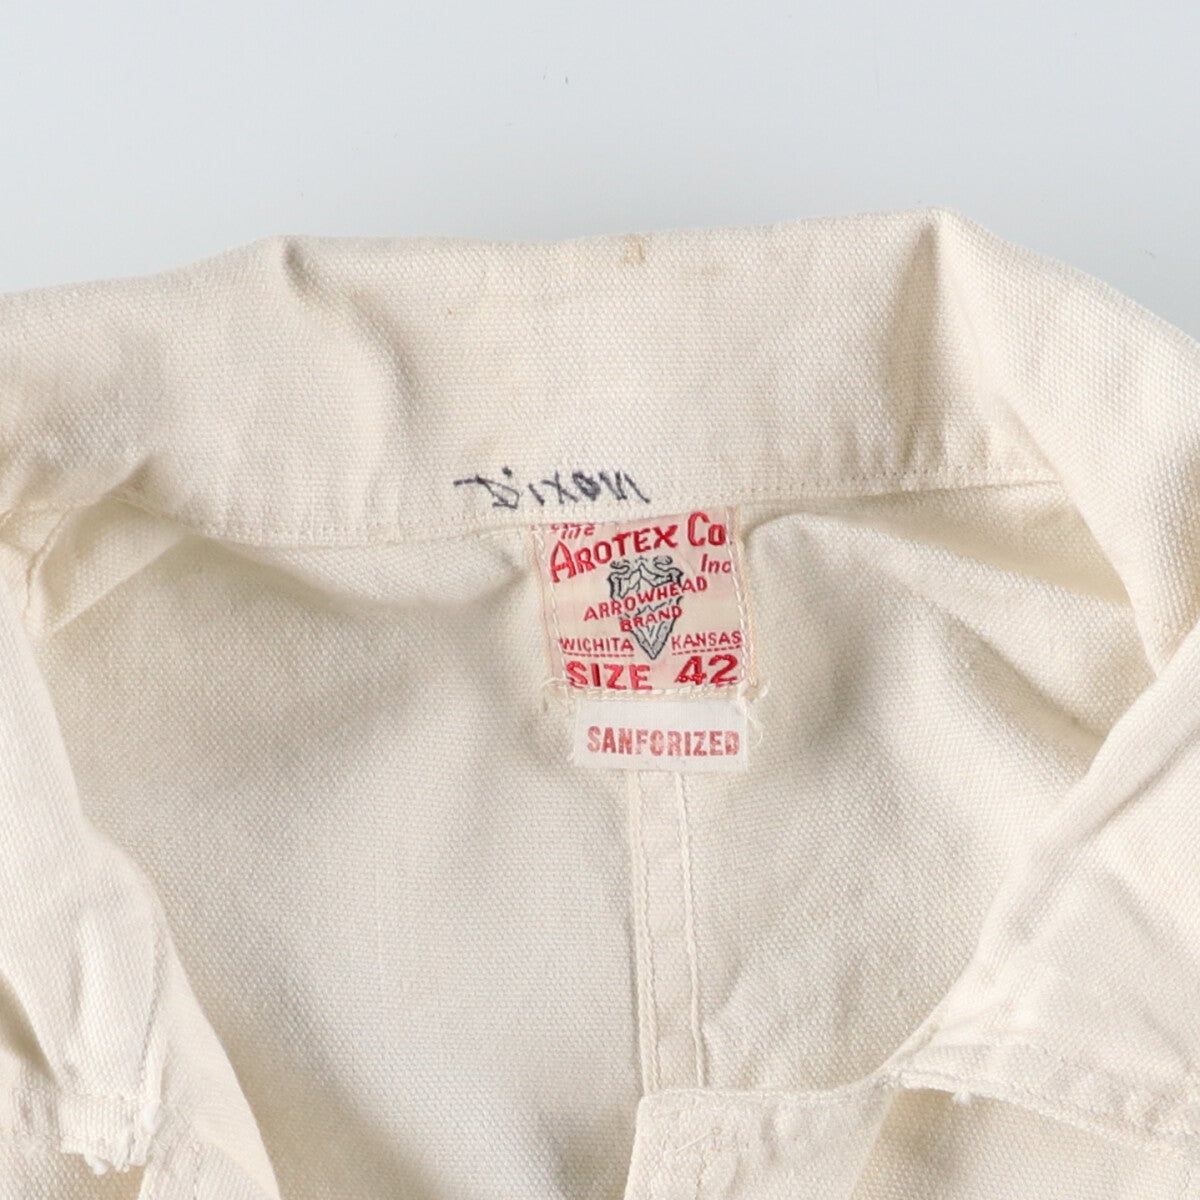 Dixon
The
AROTEX Co.
Inc
ARROWHEAD
BRAND
WICHITA KANSAS
SIZE 42
SANFORIZED